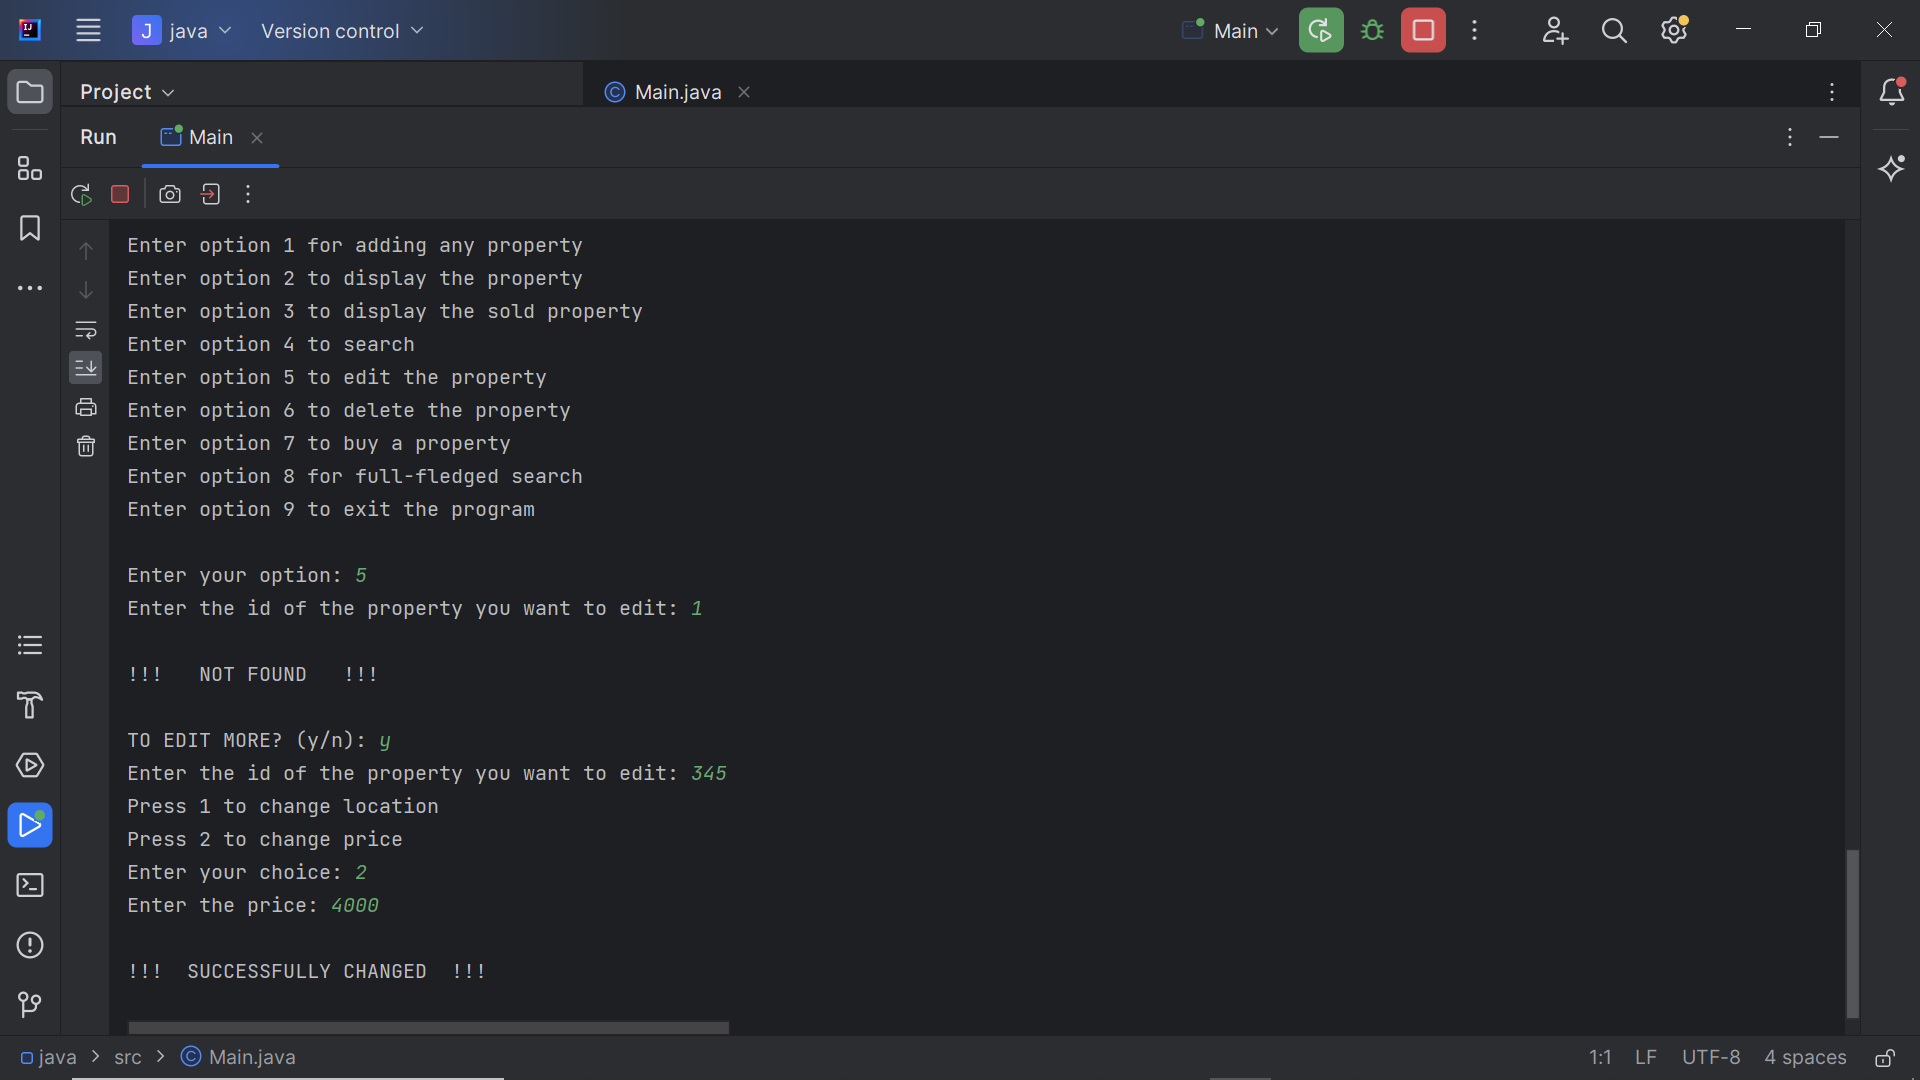 J java Version control Main
Project Main.java
Run Main
Enter option 1 for adding any property
Enter option 2 to display the property
Enter option 3 to display the sold property
Enter option 4 to search
Enter option 5 to edit the property
Enter option 6 to delete the property
Enter option 7 to buy a property
Enter option 8 for full-fledged search
Enter option 9 to exit the program
Enter your option: 5
Enter the id of the property you want to edit: 1
!!!   NOT FOUND   !!!
TO EDIT MORE? (y/n): y
Enter the id of the property you want to edit: 345
Press 1 to change location
Press 2 to change price
Enter your choice: 2
Enter the price: 4000
!!!  SUCCESSFULLY CHANGED  !!!
java > src > Main.java 1:1 LF UTF-8 4 spaces